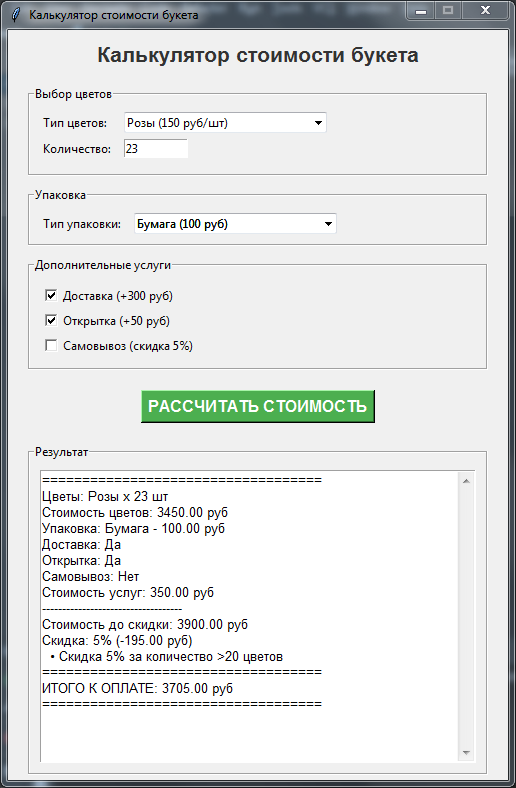 Калькулятор стоимости букета
Калькулятор стоимости букета
Выбор цветов
Тип цветов: Розы (150 руб/шт)
Количество: 23
Упаковка
Тип упаковки: Бумага (100 руб)
Дополнительные услуги
Доставка (+300 руб)
Открытка (+50 руб)
Самовывоз (скидка 5%)
РАССЧИТАТЬ СТОИМОСТЬ
Результат
===================================
Цветы: Розы x 23 шт
Стоимость цветов: 3450.00 руб
Упаковка: Бумага - 100.00 руб
Доставка: Да
Открытка: Да
Самовывоз: Нет
Стоимость услуг: 350.00 руб
-----------------------------------
Стоимость до скидки: 3900.00 руб
Скидка: 5% (-195.00 руб)
• Скидка 5% за количество >20 цветов
===================================
ИТОГО К ОПЛАТЕ: 3705.00 руб
===================================